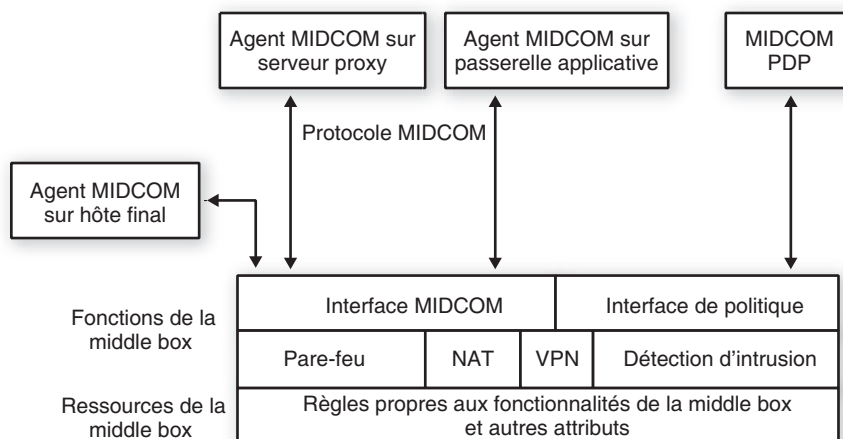 Agent MIDCOM sur
serveur proxy
Agent MIDCOM sur
passerelle applicative
MIDCOM
PDP
Protocole MIDCOM
Agent MIDCOM
sur hôte final
Fonctions de la
middle box
Interface MIDCOM
Interface de politique
Pare-feu
NAT
VPN
Détection d'intrusion
Ressources de la
middle box
Règles propres aux fonctionnalités de la middle box
et autres attributs